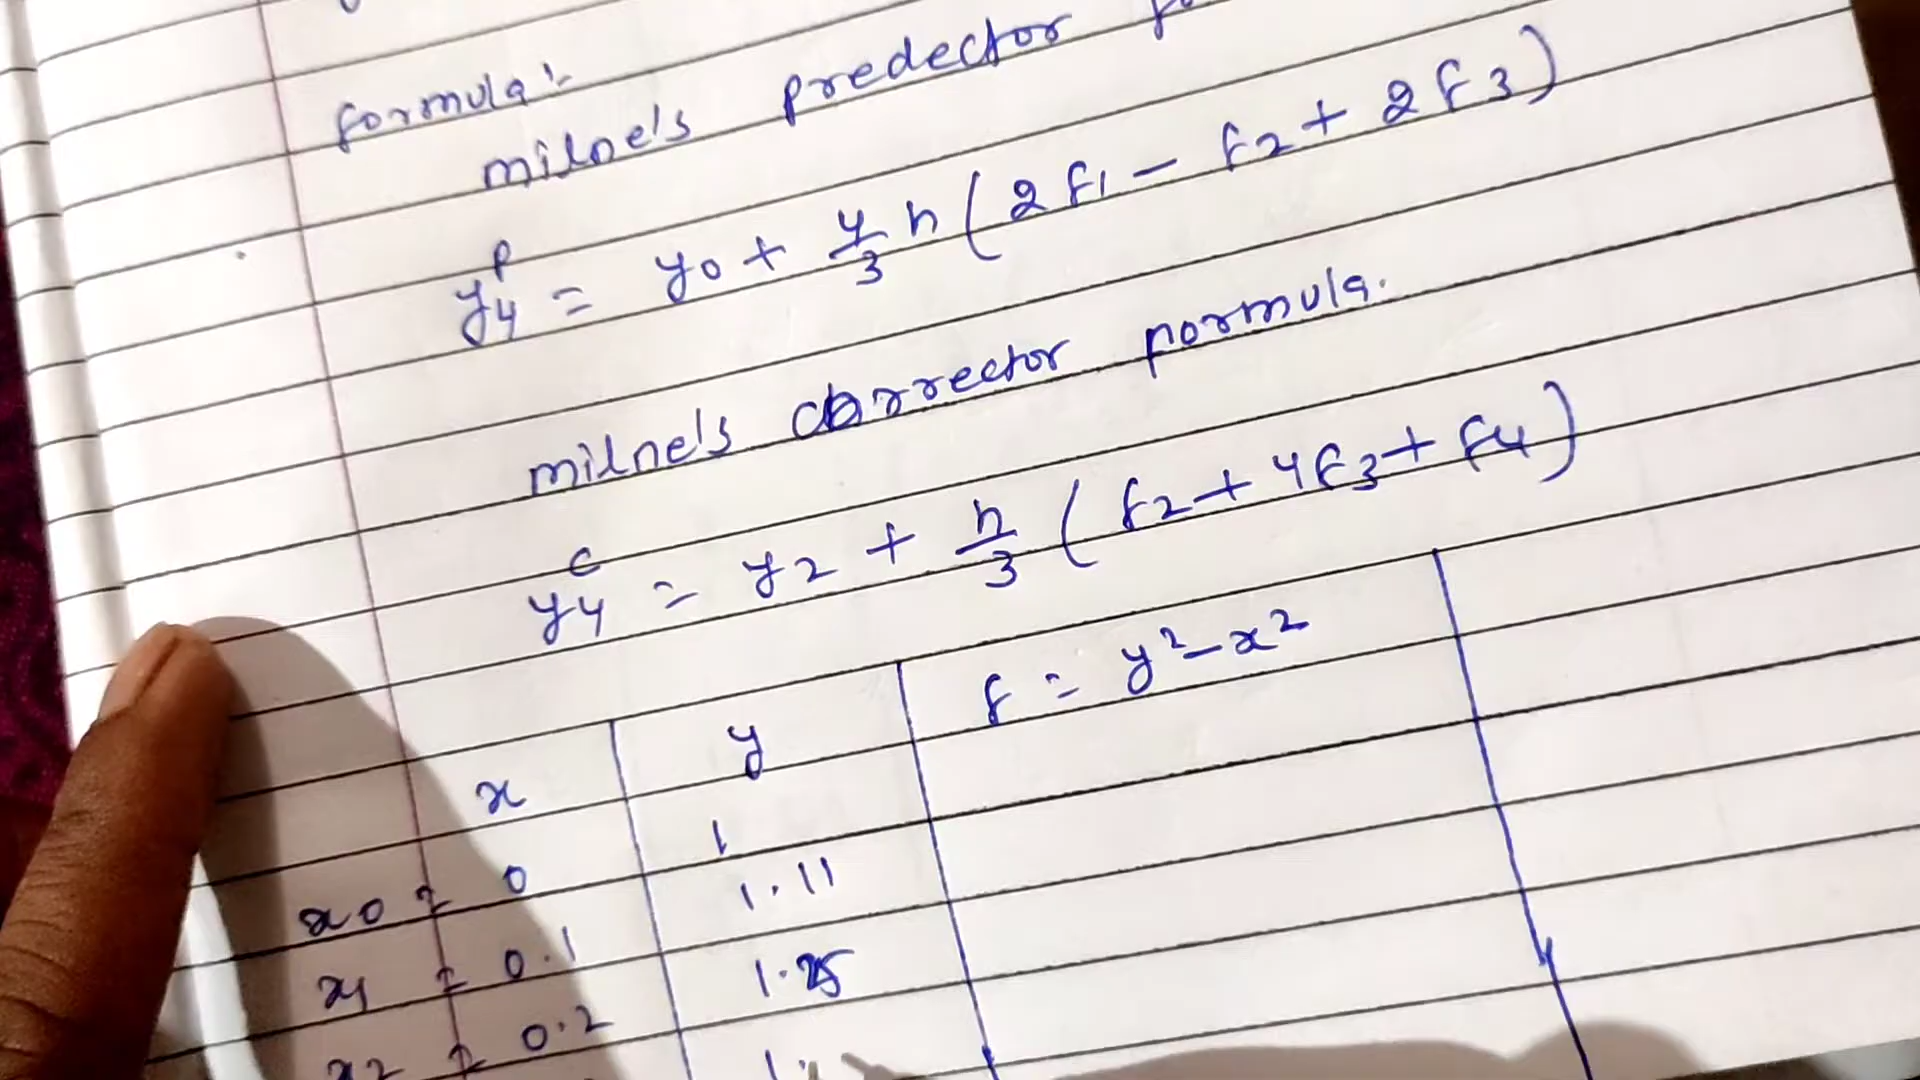 formula:-
milne's predector
y4^p = y0 + 4/3 h (2f1 - f2 + 2f3)
milne's corrector formula.
y4^c = y2 + h/3 (f2 + 4f3 + f4)
x y f = y² - x²
x0 = 0 1
x1 = 0.1 1.11
x2 = 0.2 1.25